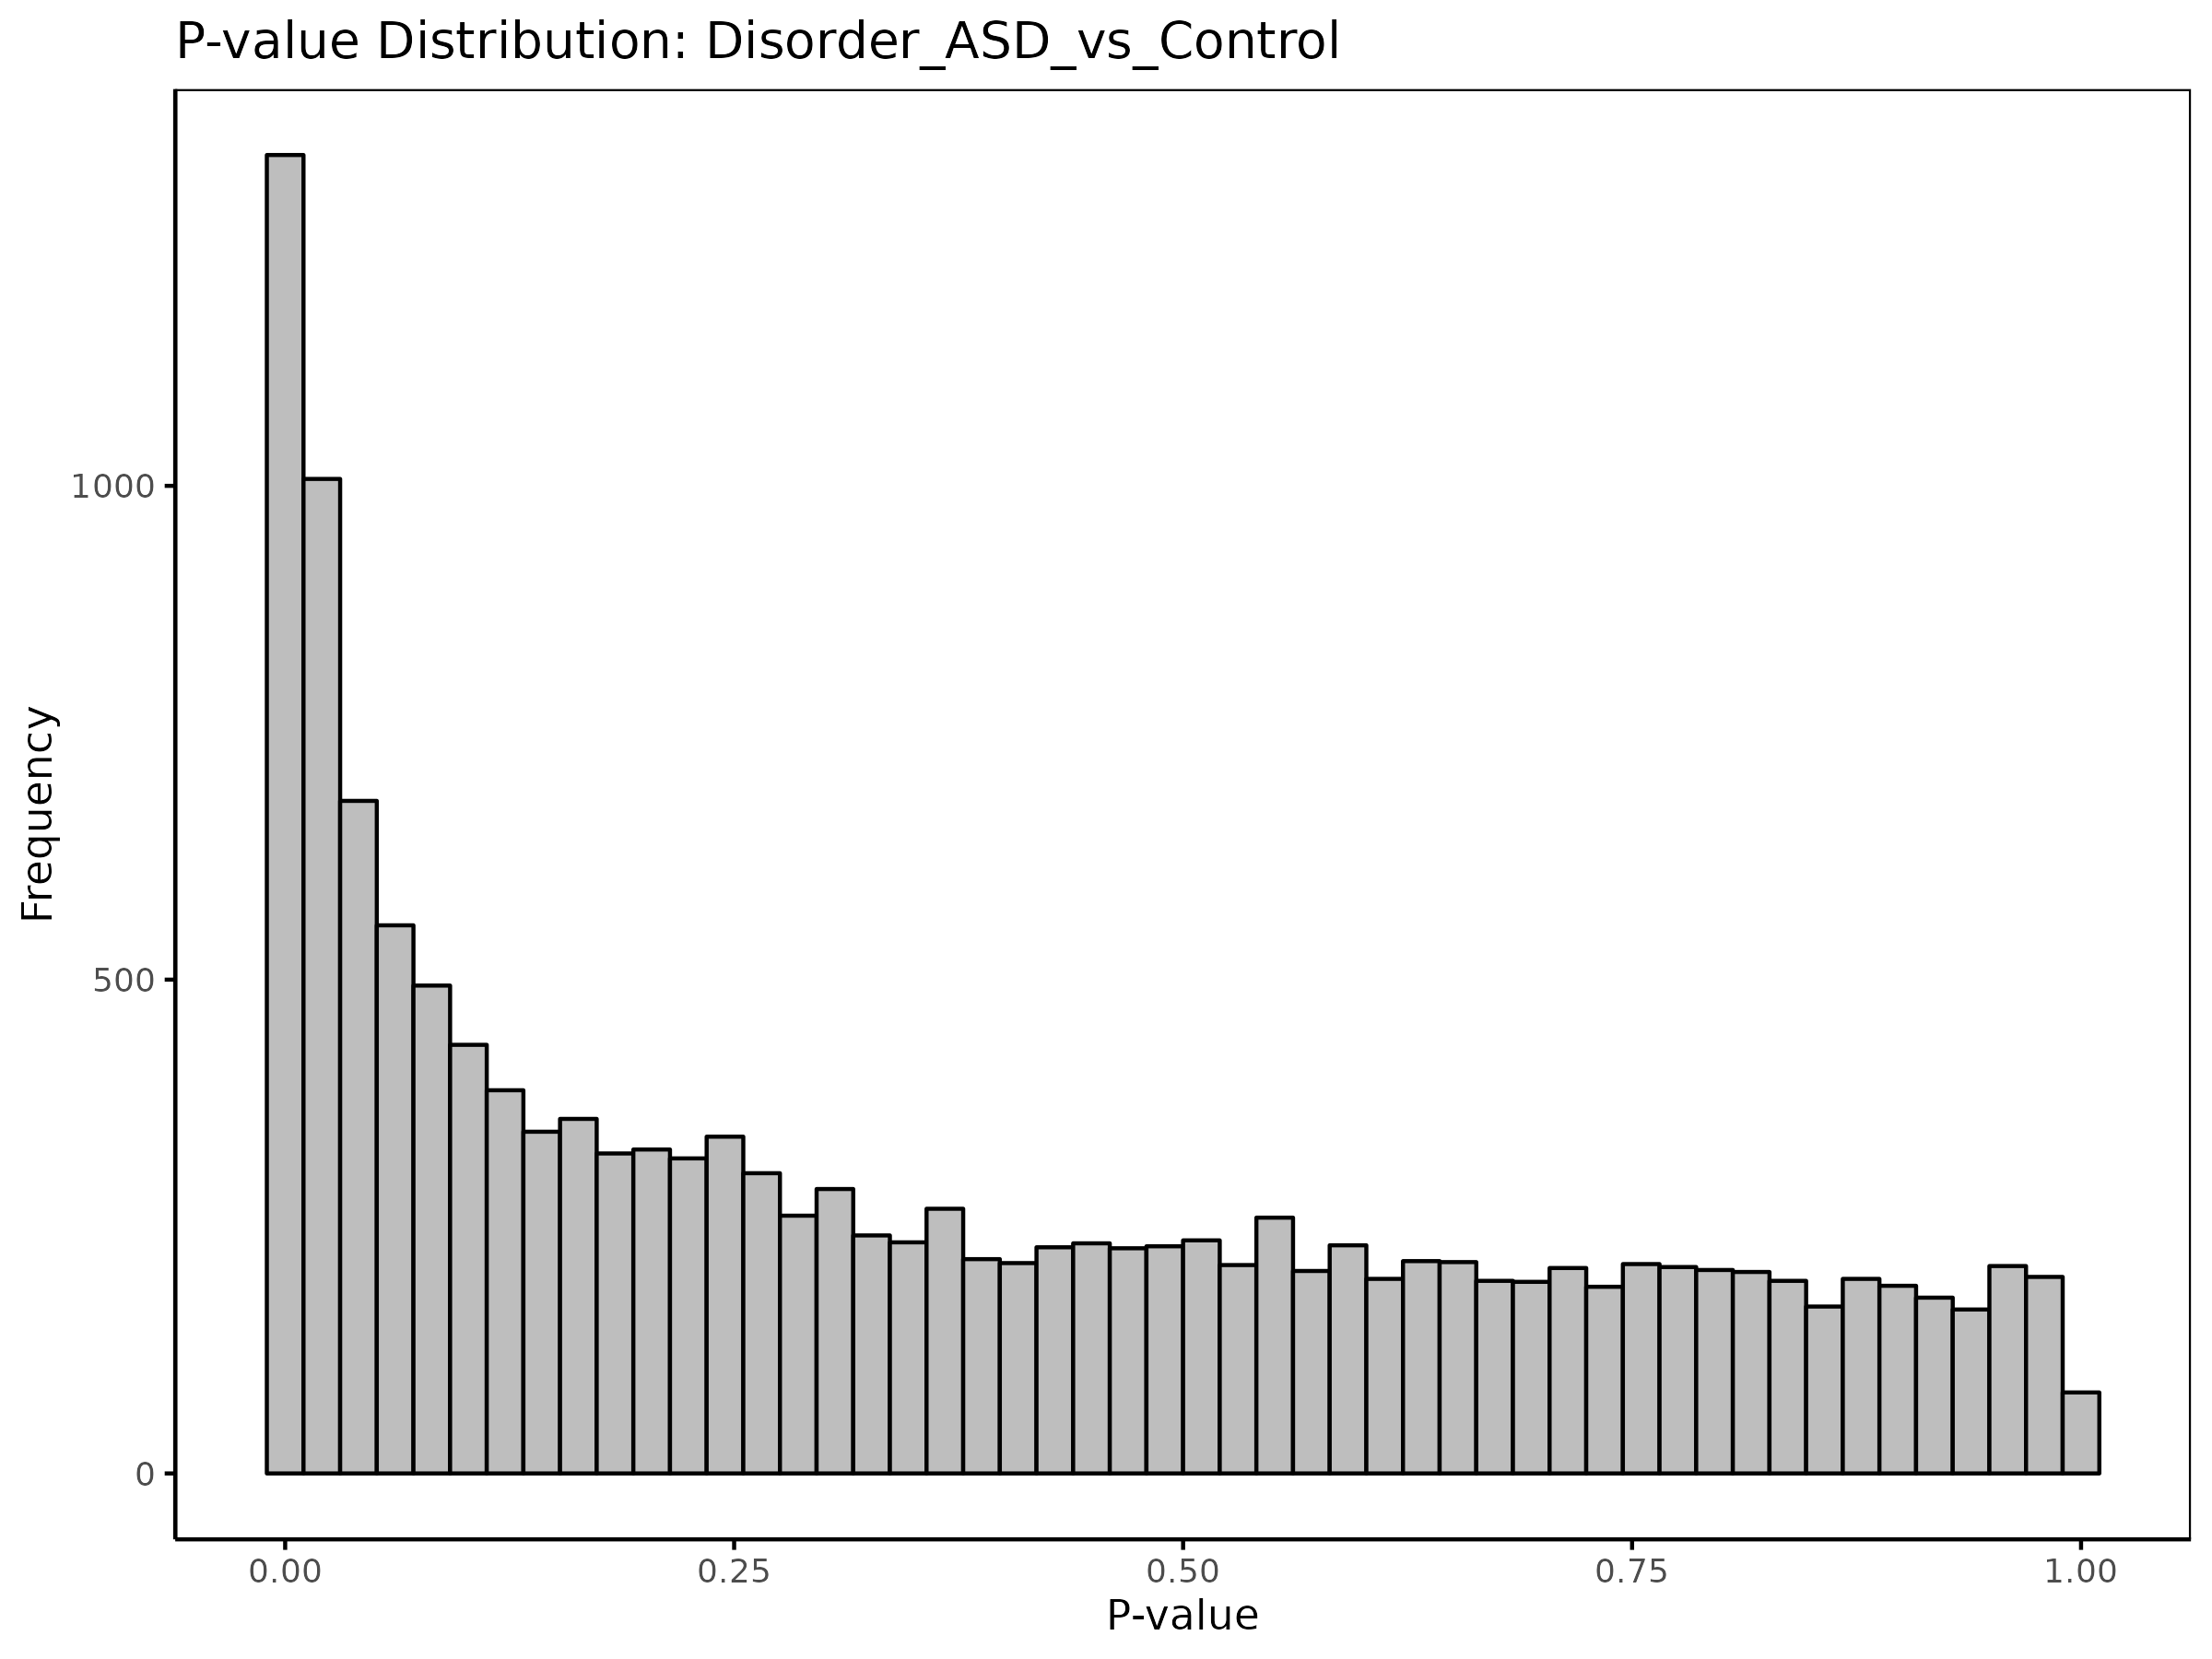 P-value Distribution: Disorder_ASD_vs_Control
Frequency
1000
500
0
0.00 0.25 0.50 0.75 1.00
P-value